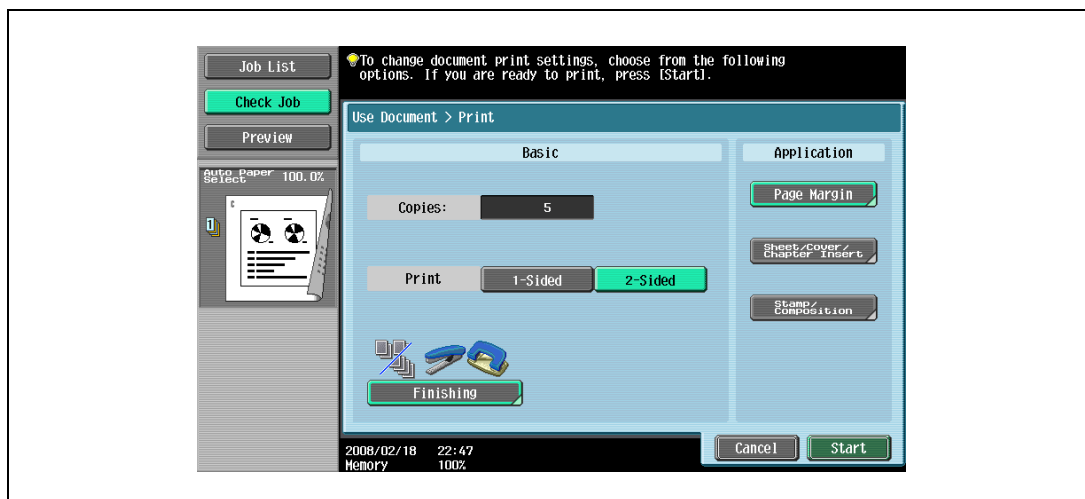 Job List
Check Job
Preview
Auto Paper
Select
100.0%
1
To change document print settings, choose from the following
options. If you are ready to print, press [Start].
Use Document > Print
Basic
Copies:
5
Print
1-Sided
2-Sided
Finishing
Application
Page Margin
Sheet/Cover/
Chapter Insert
Stamp/
Composition
2008/02/18 22:47
Memory 100%
Cancel
Start